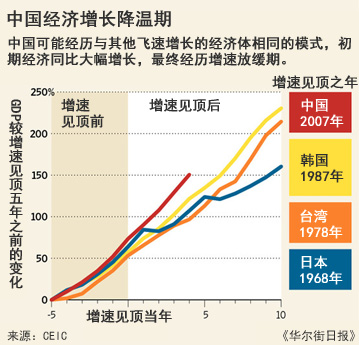 中国经济增长降温期
中国可能经历与其他飞速增长的经济体相同的模式，初
期经济同比大幅增长，最终经历增速放缓期。
增速见顶之年
250%
200
150
100
50
0
GDP较增速见顶五年之前的变化
增速
见顶前
增速
见顶后
中国
2007年
韩国
1987年
台湾
1978年
日本
1968年
-5
增速见顶当年
5
10
来源：CEIC
《华尔街日报》